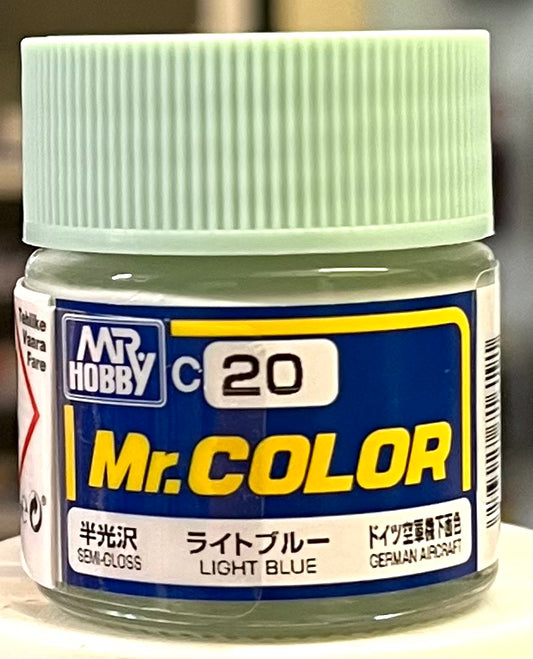 Tehlike
Vaara
Fare
MR.
HOBBY
C 20
Mr.COLOR
半光沢
SEMI-GLOSS
ライトブルー
LIGHT BLUE
ドイツ空軍機下面色
GERMAN AIRCRAFT